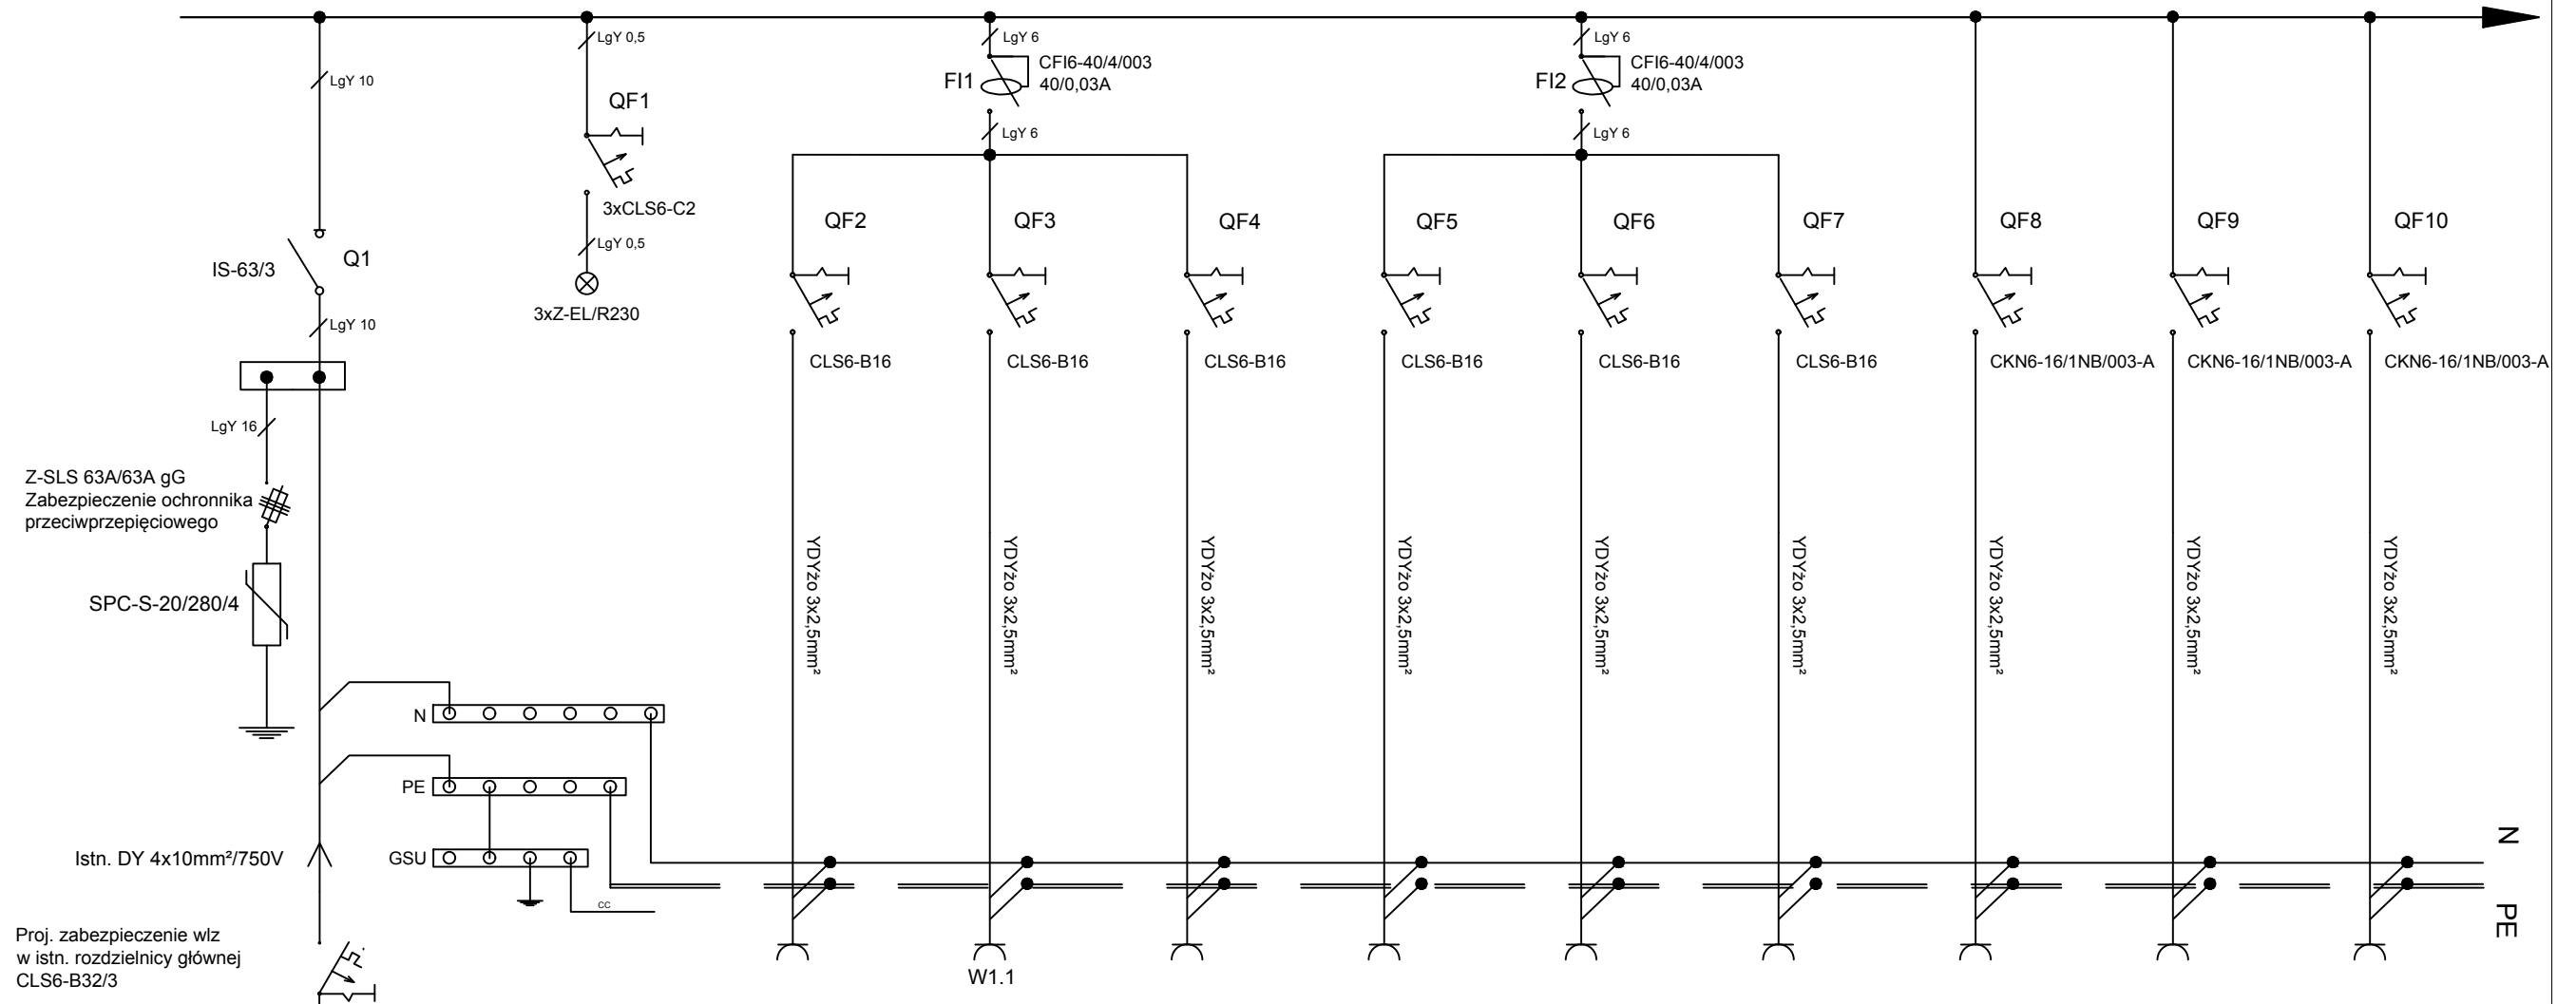 LgY 10
LgY 0,5
LgY 6
CFI6-40/4/003
40/0,03A
FI1
LgY 6
LgY 6
CFI6-40/4/003
40/0,03A
FI2
LgY 6
QF1
3xCLS6-C2
LgY 0,5
3xZ-EL/R230
IS-63/3
Q1
LgY 10
QF2
QF3
QF4
QF5
QF6
QF7
QF8
QF9
QF10
CLS6-B16
CLS6-B16
CLS6-B16
CLS6-B16
CLS6-B16
CLS6-B16
CKN6-16/1NB/003-A
CKN6-16/1NB/003-A
CKN6-16/1NB/003-A
LgY 16
Z-SLS 63A/63A gG
Zabezpieczenie ochronnika
przeciwprzepięciowego
SPC-S-20/280/4
YDYżo 3x2,5mm²
YDYżo 3x2,5mm²
YDYżo 3x2,5mm²
YDYżo 3x2,5mm²
YDYżo 3x2,5mm²
YDYżo 3x2,5mm²
YDYżo 3x2,5mm²
YDYżo 3x2,5mm²
YDYżo 3x2,5mm²
N
PE
GSU
cc
Istn. DY 4x10mm²/750V
Proj. zabezpieczenie wlz
w istn. rozdzielnicy głównej
CLS6-B32/3
W1.1
N
PE